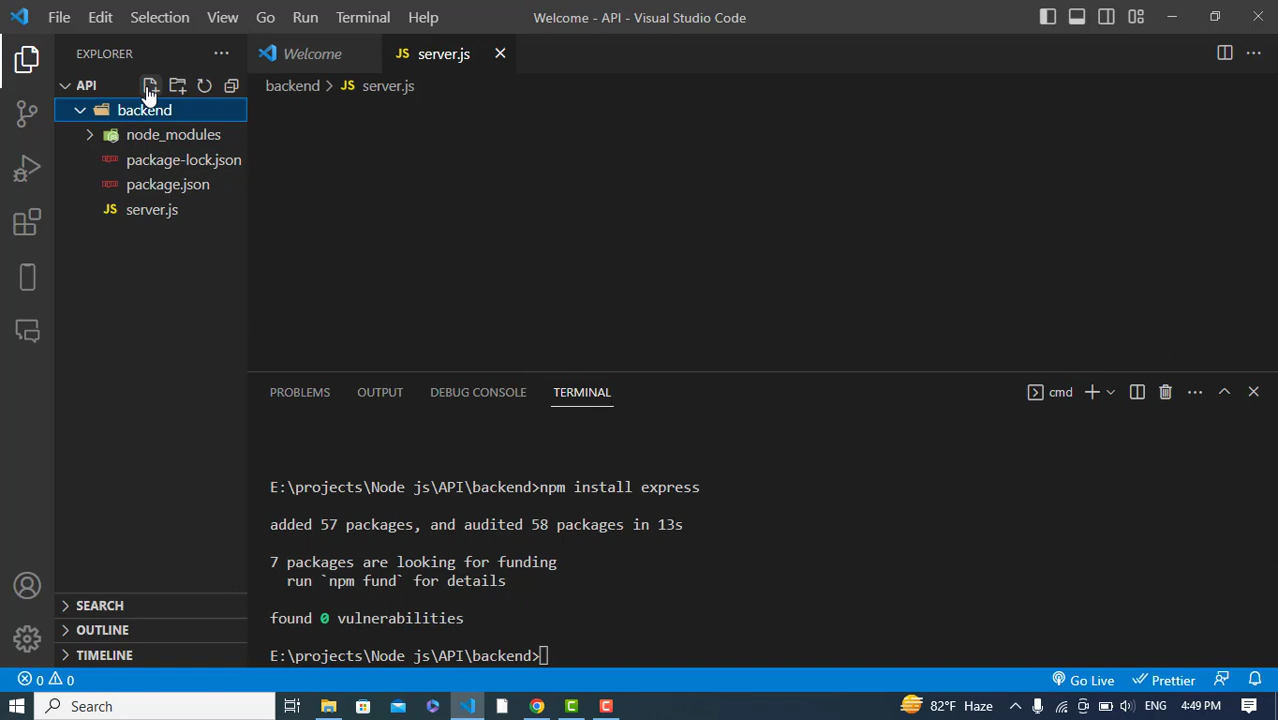 File Edit Selection View Go Run Terminal Help
Welcome - API - Visual Studio Code
EXPLORER
API
backend
node_modules
package-lock.json
package.json
JS server.js
SEARCH
OUTLINE
TIMELINE
Welcome
JS server.js
backend > JS server.js
PROBLEMS OUTPUT DEBUG CONSOLE TERMINAL
cmd
E:\projects\Node js\API\backend>npm install express
added 57 packages, and audited 58 packages in 13s
7 packages are looking for funding
run `npm fund` for details
found 0 vulnerabilities
E:\projects\Node js\API\backend>
0 0
Go Live Prettier
Search
82°F Haze
ENG
4:49 PM